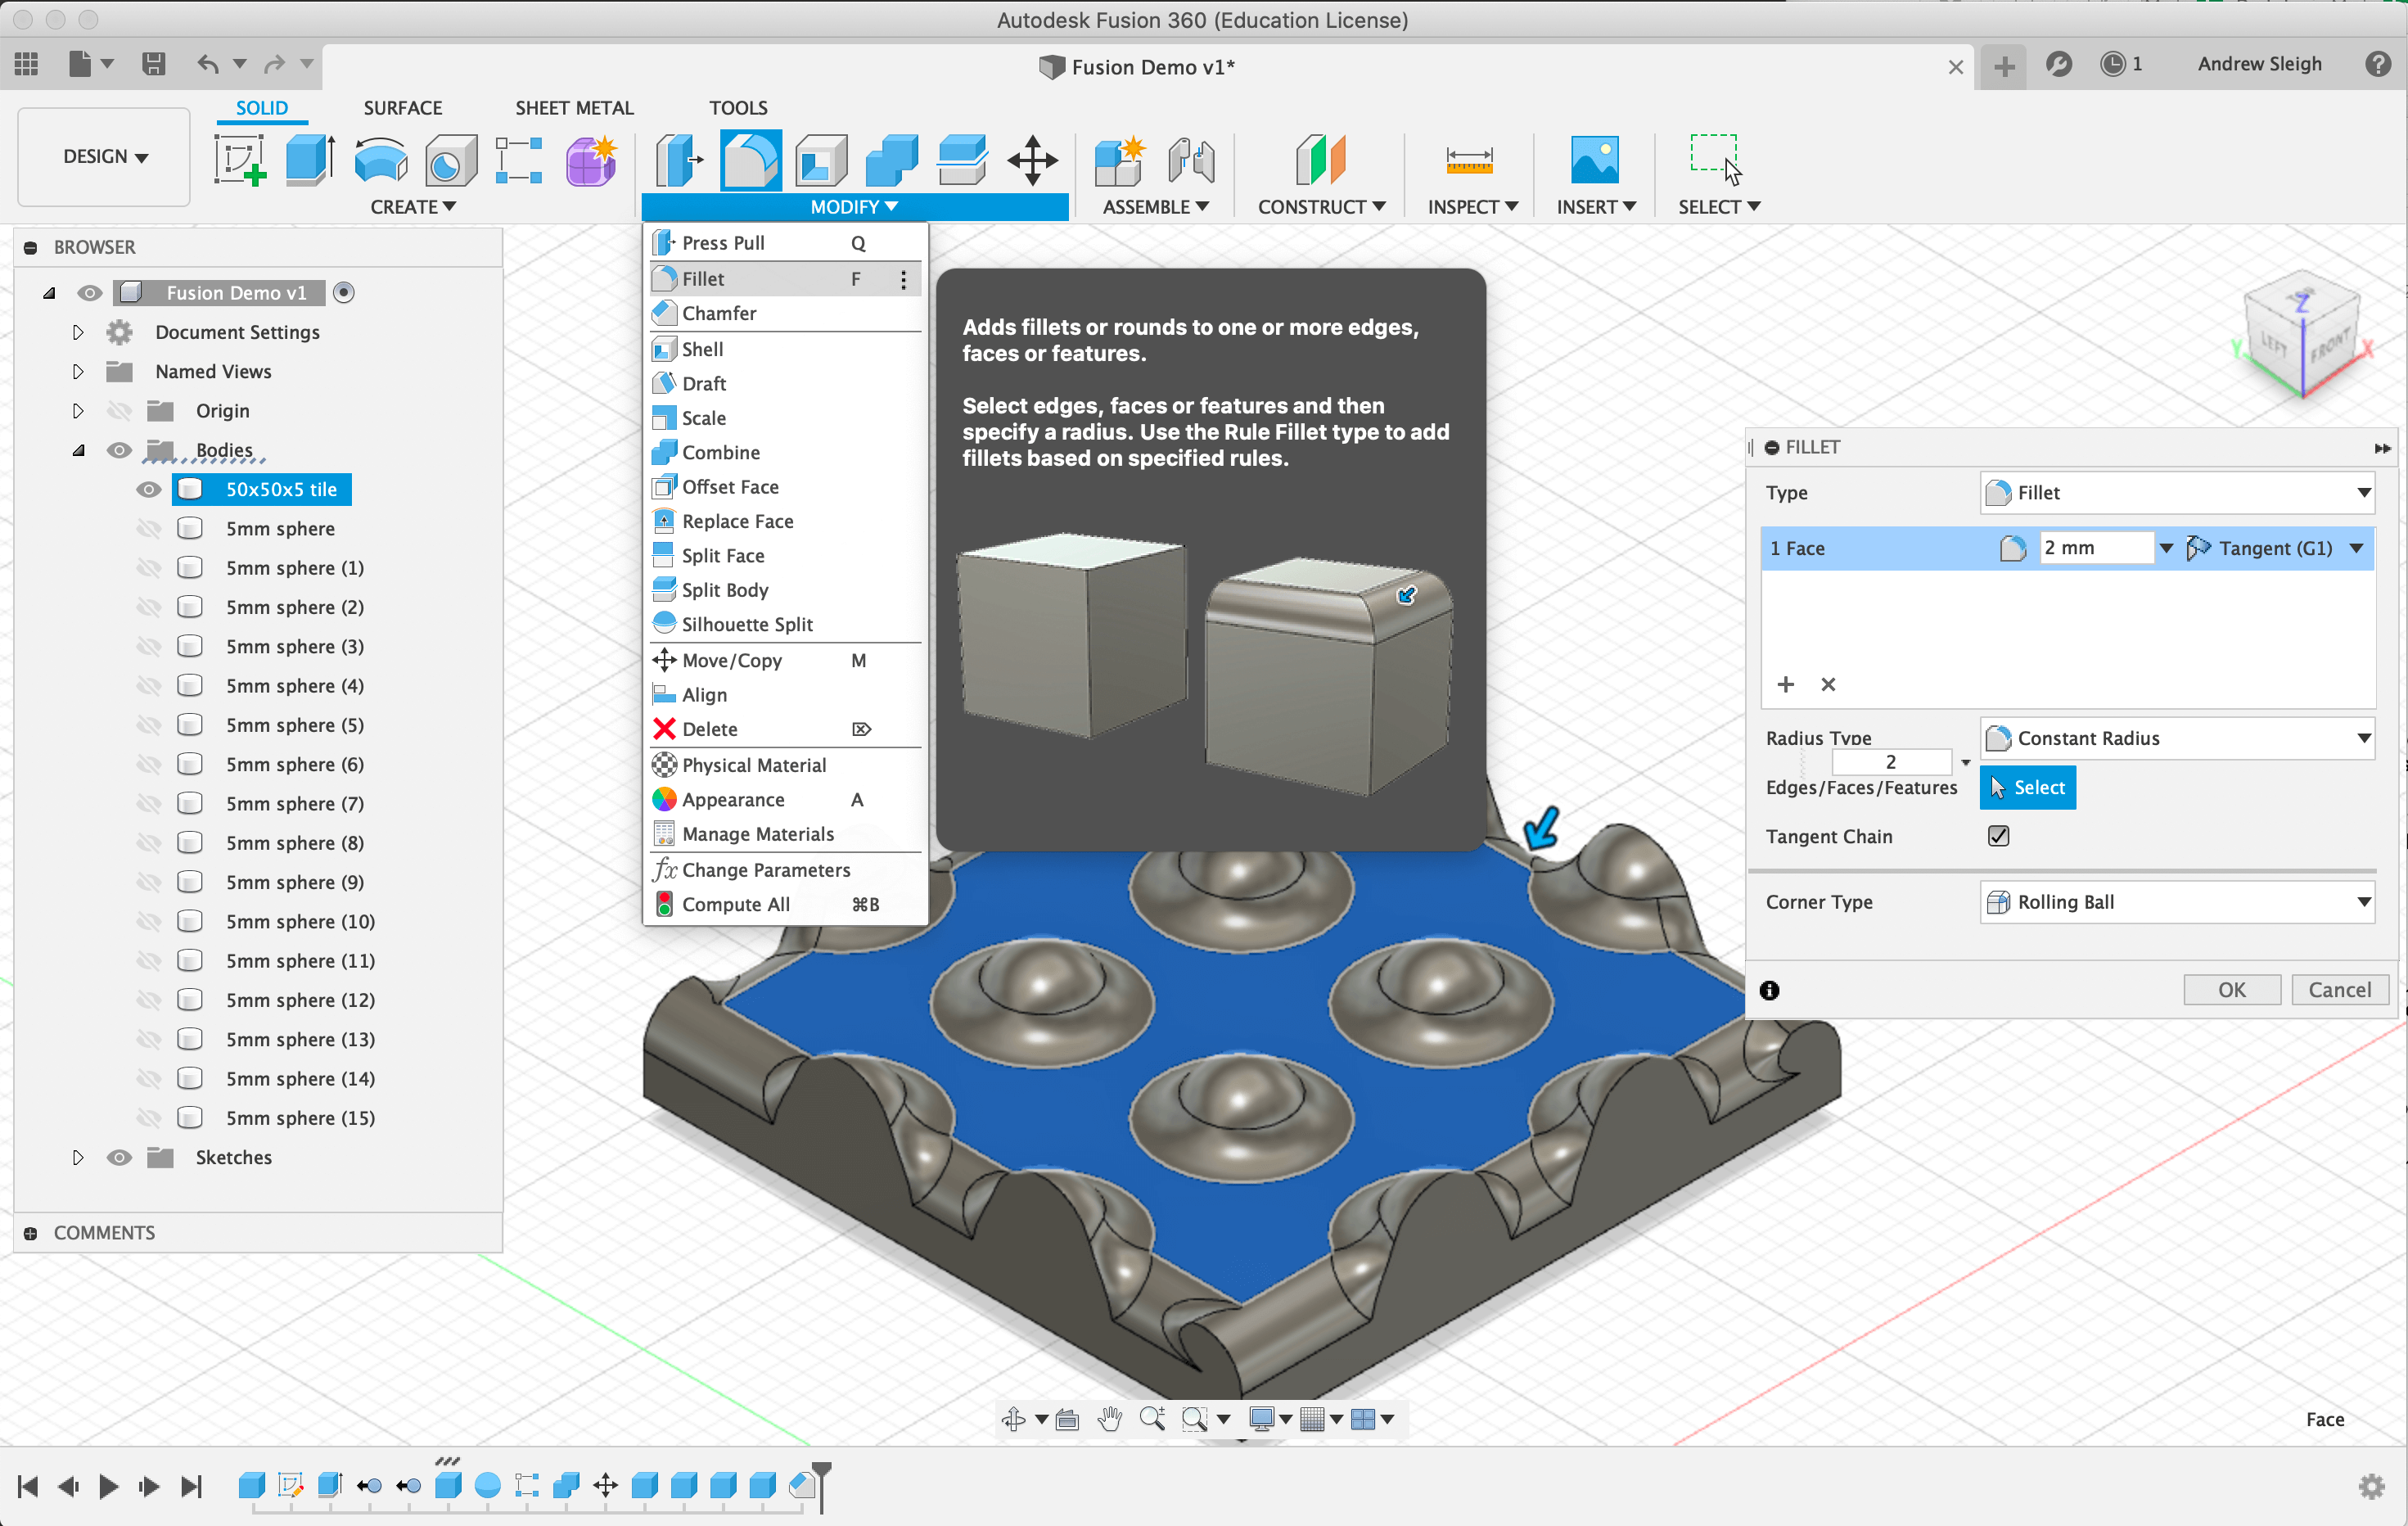 Autodesk Fusion 360 (Education License)
Fusion Demo v1*
1
Andrew Sleigh
DESIGN
SOLID
SURFACE
SHEET METAL
TOOLS
CREATE
MODIFY
ASSEMBLE
CONSTRUCT
INSPECT
INSERT
SELECT
BROWSER
Fusion Demo v1
Document Settings
Named Views
Origin
Bodies
50x50x5 tile
5mm sphere
5mm sphere (1)
5mm sphere (2)
5mm sphere (3)
5mm sphere (4)
5mm sphere (5)
5mm sphere (6)
5mm sphere (7)
5mm sphere (8)
5mm sphere (9)
5mm sphere (10)
5mm sphere (11)
5mm sphere (12)
5mm sphere (13)
5mm sphere (14)
5mm sphere (15)
Sketches
COMMENTS
Press Pull Q
Fillet F
Chamfer
Shell
Draft
Scale
Combine
Offset Face
Replace Face
Split Face
Split Body
Silhouette Split
Move/Copy M
Align
Delete ⌦
Physical Material
Appearance A
Manage Materials
fx Change Parameters
Compute All ⌘B
Adds fillets or rounds to one or more edges,
faces or features.
Select edges, faces or features and then
specify a radius. Use the Rule Fillet type to add
fillets based on specified rules.
Z
LEFT
FRONT
Y
X
FILLET
Type Fillet
1 Face 2 mm Tangent (G1)
Radius Type Constant Radius
2
Edges/Faces/Features Select
Tangent Chain
Corner Type Rolling Ball
OK Cancel
Face